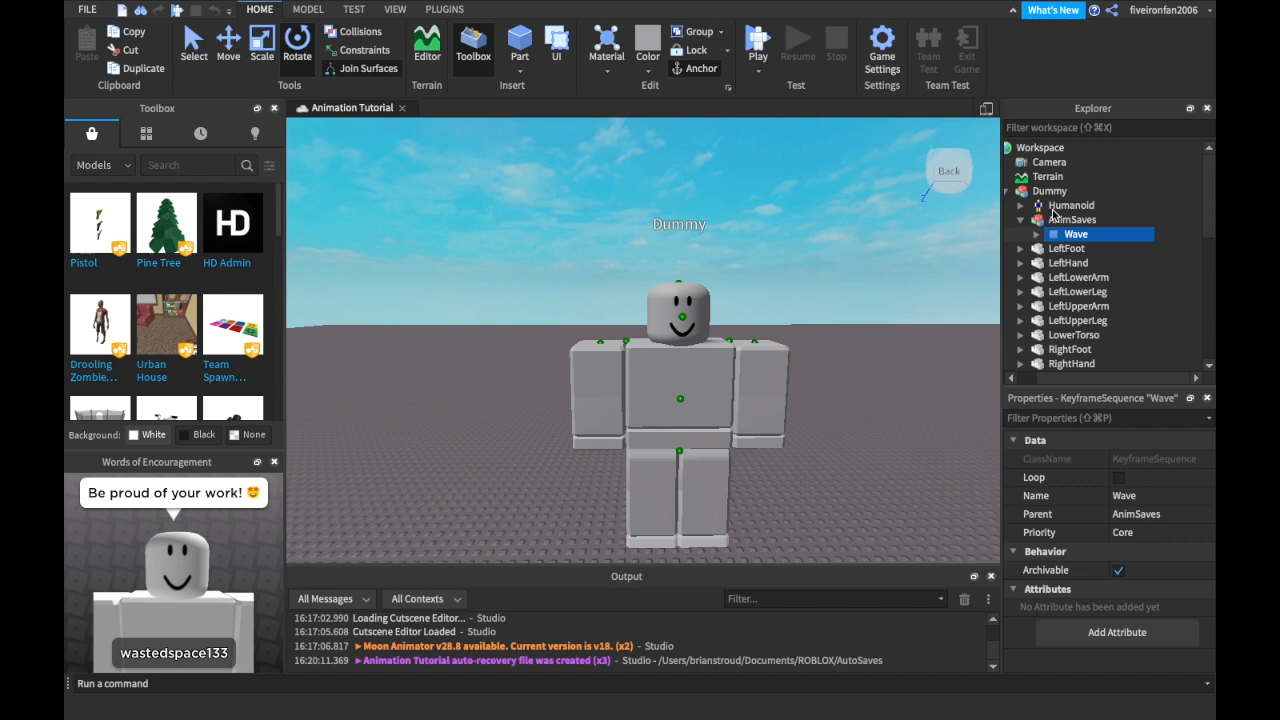 FILE
HOME
MODEL
TEST
VIEW
PLUGINS
What's New
fiveironfan2006
Paste
Copy
Cut
Duplicate
Clipboard
Select
Move
Scale
Rotate
Tools
Collisions
Constraints
Join Surfaces
Editor
Terrain
Toolbox
Part
UI
Insert
Material
Color
Group
Lock
Anchor
Edit
Play
Resume
Stop
Test
Game
Settings
Settings
Team
Test
Exit
Game
Team Test
Toolbox
Models
Search
Pistol
Pine Tree
HD
HD Admin
Drooling
Zombie...
Urban
House
Team
Spawn...
Background:
White
Black
None
Words of Encouragement
Be proud of your work! 🤩
wastedspace133
Animation Tutorial
Back
Z
Dummy
Output
All Messages
All Contexts
Filter...
16:17:02.990 Loading Cutscene Editor... - Studio
16:17:05.608 Cutscene Editor Loaded - Studio
16:17:06.817 ▶Moon Animator v28.8 available. Current version is v18. (x2) - Studio
16:20:11.369 ▶Animation Tutorial auto-recovery file was created (x3) - Studio - /Users/brianstroud/Documents/ROBLOX/AutoSaves
Run a command
Explorer
Filter workspace (⇧⌘X)
Workspace
Camera
Terrain
Dummy
Humanoid
AnimSaves
Wave
LeftFoot
LeftHand
LeftLowerArm
LeftLowerLeg
LeftUpperArm
LeftUpperLeg
LowerTorso
RightFoot
RightHand
Properties - KeyframeSequence "Wave"
Filter Properties (⇧⌘P)
Data
ClassName KeyframeSequence
Loop
Name Wave
Parent AnimSaves
Priority Core
Behavior
Archivable
Attributes
No Attribute has been added yet
Add Attribute